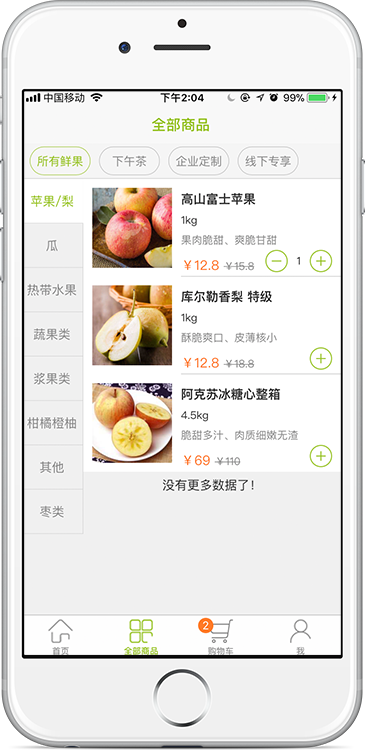 中国移动 下午2:04 99%
全部商品
所有鲜果 下午茶 企业定制 线下专享
苹果/梨
瓜
热带水果
蔬果类
浆果类
柑橘橙柚
其他
枣类
高山富士苹果
1kg
果肉脆甜、爽脆甘甜
￥12.8 ￥15.8 1
库尔勒香梨 特级
1kg
酥脆爽口、皮薄核小
￥12.8 ￥18.8
阿克苏冰糖心整箱
4.5kg
脆甜多汁、肉质细嫩无渣
￥69 ￥110
没有更多数据了!
2
首页 全部商品 购物车 我